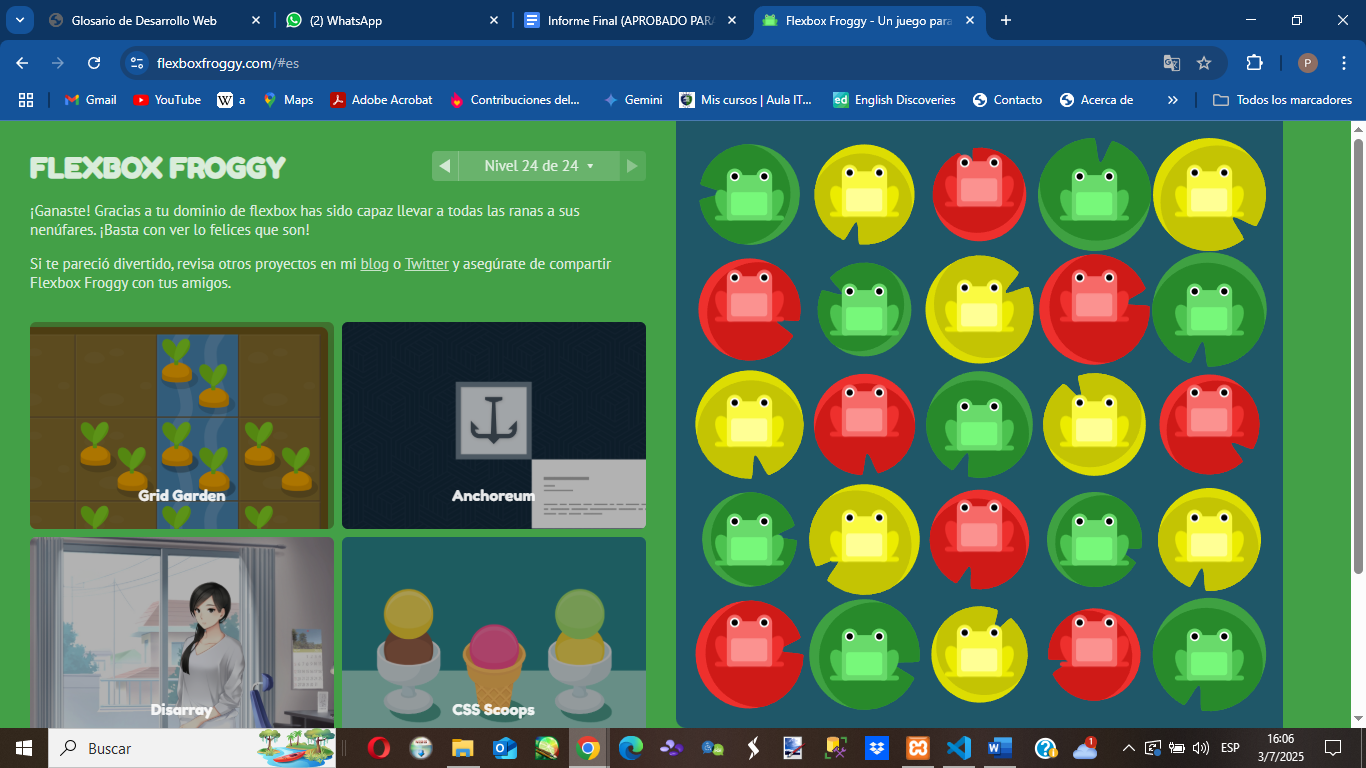 Glosario de Desarrollo Web
(2) WhatsApp
Informe Final (APROBADO PARA
Flexbox Froggy - Un juego para
flexboxfroggy.com/#es
P
Gmail
YouTube
a
Maps
Adobe Acrobat
Contribuciones del...
Gemini
Mis cursos | Aula IT...
English Discoveries
Contacto
Acerca de
Todos los marcadores
FLEXBOX FROGGY
Nivel 24 de 24
¡Ganaste! Gracias a tu dominio de flexbox has sido capaz llevar a todas las ranas a sus
nenúfares. ¡Basta con ver lo felices que son!
Si te pareció divertido, revisa otros proyectos en mi blog o Twitter y asegúrate de compartir
Flexbox Froggy con tus amigos.
Grid Garden
Anchoreum
Disarray
CSS Scoops
Buscar
1
ESP
16:06
3/7/2025